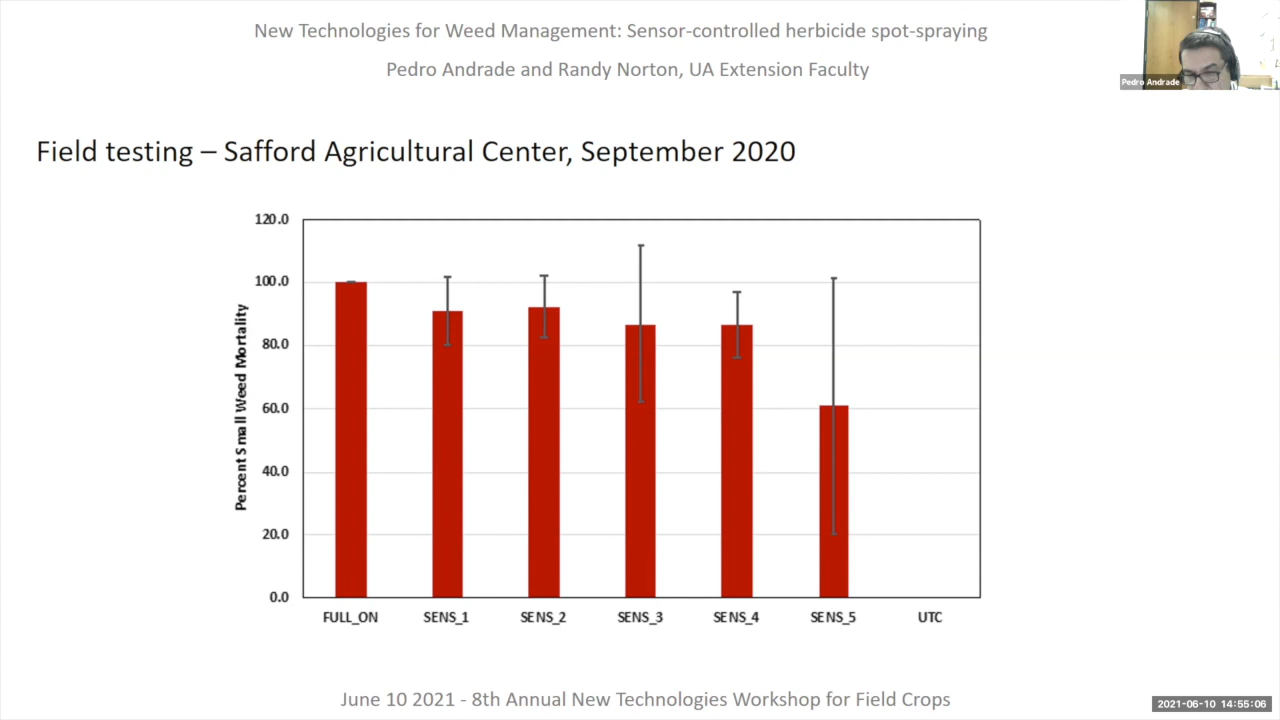 New Technologies for Weed Management: Sensor-controlled herbicide spot-spraying
Pedro Andrade and Randy Norton, UA Extension Faculty
Pedro Andrade
Field testing – Safford Agricultural Center, September 2020
120.0
100.0
80.0
60.0
40.0
20.0
0.0
Percent Small Weed Mortality
FULL_ON SENS_1 SENS_2 SENS_3 SENS_4 SENS_5 UTC
June 10 2021 - 8th Annual New Technologies Workshop for Field Crops
2021-06-10 14:55:06